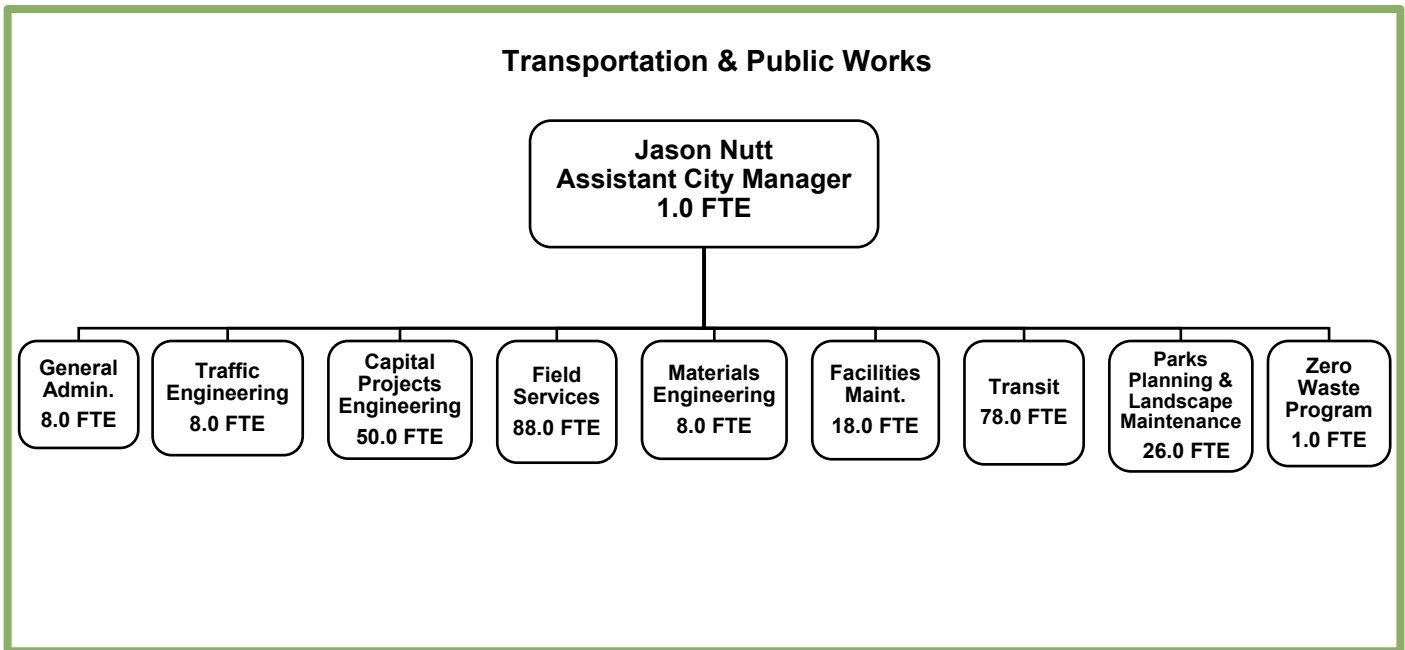 Transportation & Public Works
Jason Nutt
Assistant City Manager
1.0 FTE
General
Admin.
8.0 FTE
Traffic
Engineering
8.0 FTE
Capital
Projects
Engineering
50.0 FTE
Field
Services
88.0 FTE
Materials
Engineering
8.0 FTE
Facilities
Maint.
18.0 FTE
Transit
78.0 FTE
Parks
Planning &
Landscape
Maintenance
26.0 FTE
Zero
Waste
Program
1.0 FTE